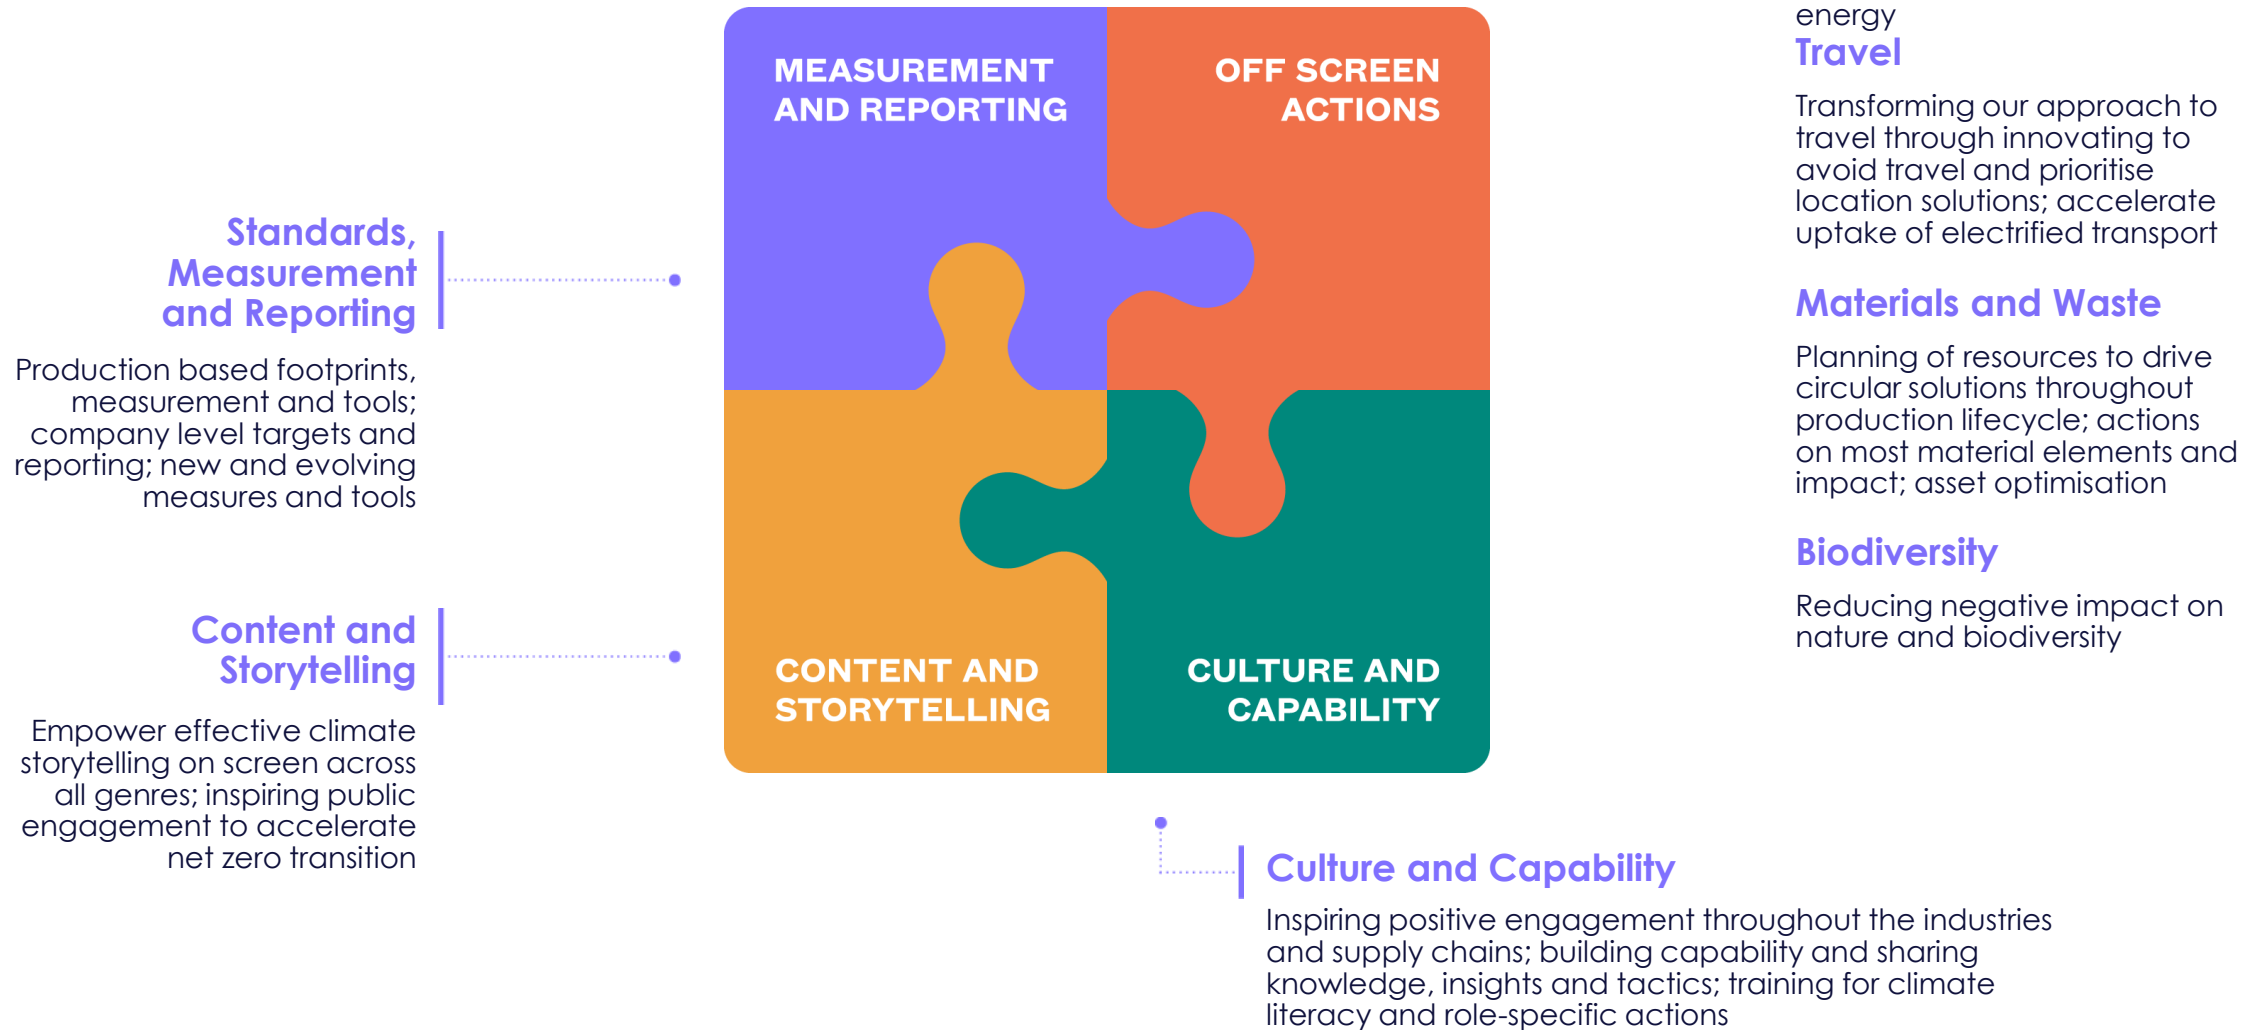 MEASUREMENT
AND REPORTING
OFF SCREEN
ACTIONS
CONTENT AND
STORYTELLING
CULTURE AND
CAPABILITY
Standards,
Measurement
and Reporting
Production based footprints,
measurement and tools;
company level targets and
reporting; new and evolving
measures and tools
Content and
Storytelling
Empower effective climate
storytelling on screen across
all genres; inspiring public
engagement to accelerate
net zero transition
energy
Travel
Transforming our approach to
travel through innovating to
avoid travel and prioritise
location solutions; accelerate
uptake of electrified transport
Materials and Waste
Planning of resources to drive
circular solutions throughout
production lifecycle; actions
on most material elements and
impact; asset optimisation
Biodiversity
Reducing negative impact on
nature and biodiversity
Culture and Capability
Inspiring positive engagement throughout the industries
and supply chains; building capability and sharing
knowledge, insights and tactics; training for climate
literacy and role-specific actions